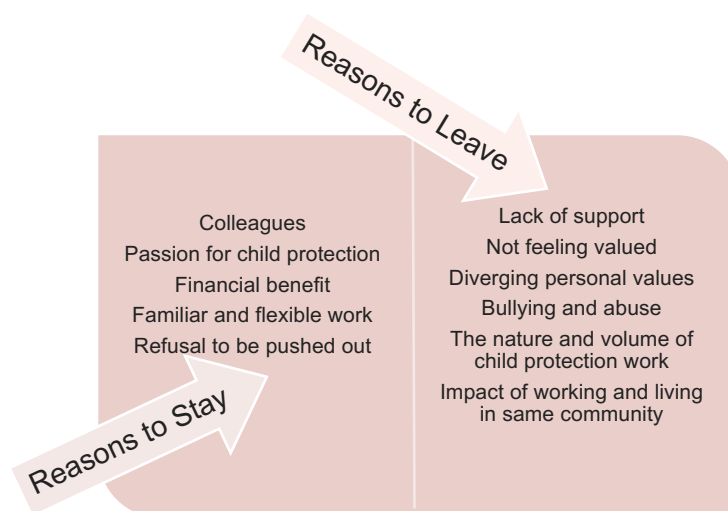 Reasons to Leave
Colleagues
Passion for child protection
Financial benefit
Familiar and flexible work
Refusal to be pushed out
Reasons to Stay
Lack of support
Not feeling valued
Diverging personal values
Bullying and abuse
The nature and volume of
child protection work
Impact of working and living
in same community